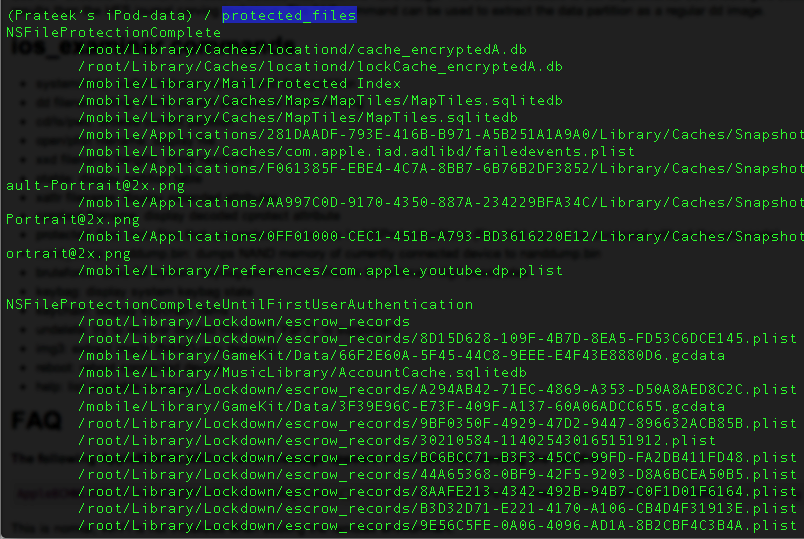 (Prateek's iPod-data) / protected_files
NSFileProtectionComplete
/root/Library/Caches/locationd/cache_encryptedA.db
/root/Library/Caches/locationd/lockCache_encryptedA.db
/mobile/Library/Mail/Protected Index
/mobile/Library/Caches/Maps/MapTiles/MapTiles.sqlitedb
/mobile/Library/Caches/MapTiles/MapTiles.sqlitedb
/mobile/Applications/281DAADF-793E-416B-B971-A5B251A1A9A0/Library/Caches/Snapshot
/mobile/Library/Caches/com.apple.iad.adlibd/failedevents.plist
/mobile/Applications/F061385F-EBE4-4C7A-8BB7-6B76B2DF3852/Library/Caches/Snapshot
ault-Portrait@2x.png
/mobile/Applications/AA997C0D-9170-4350-887A-234229BFA34C/Library/Caches/Snapshot
Portrait@2x.png
/mobile/Applications/0FF01000-CEC1-451B-A793-BD3616220E12/Library/Caches/Snapshot
ortrait@2x.png
/mobile/Library/Preferences/com.apple.youtube.dp.plist
NSFileProtectionCompleteUntilFirstUserAuthentication
/root/Library/Lockdown/escrow_records
/root/Library/Lockdown/escrow_records/8D15D628-109F-4B7D-8EA5-FD53C6DCE145.plist
/mobile/Library/GameKit/Data/66F2E60A-5F45-44C8-9EEE-E4F43E8880D6.gcdata
/mobile/Library/MusicLibrary/AccountCache.sqlitedb
/root/Library/Lockdown/escrow_records/A294AB42-71EC-4869-A353-D50A8AED8C2C.plist
/mobile/Library/GameKit/Data/3F39E96C-E73F-409F-A137-60A06ADCC655.gcdata
/root/Library/Lockdown/escrow_records/9BF0350F-4929-47D2-9447-896632ACB85B.plist
/root/Library/Lockdown/escrow_records/30210584-114025430165151912.plist
/root/Library/Lockdown/escrow_records/BC6BCC71-B3F3-45CC-99FD-FA2DB411FD48.plist
/root/Library/Lockdown/escrow_records/44A65368-0BF9-42F5-9203-D8A6BCEA50B5.plist
/root/Library/Lockdown/escrow_records/8AAFE213-4342-492B-94B7-C0F1D01F6164.plist
/root/Library/Lockdown/escrow_records/B3D32D71-E221-4170-A106-CB4D4F31913E.plist
/root/Library/Lockdown/escrow_records/9E56C5FE-0A06-4096-AD1A-8B2CBF4C3B4A.plist
FAQ